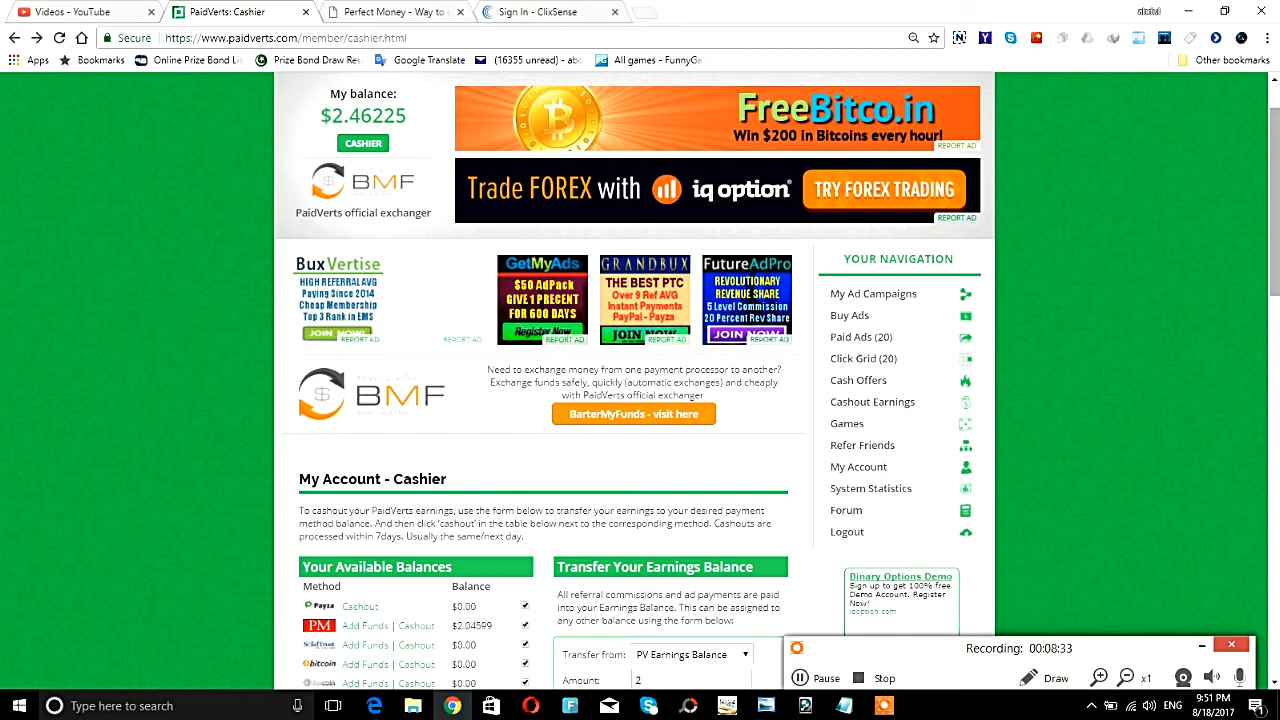 Videos - YouTube
PaidVerts: Cashier
Perfect Money - Way to
Sign In - ClixSense
Secure
https://www.paidverts.com/member/cashier.html
Apps
Bookmarks
Online Prize Bond Lis
Prize Bond Draw Res
Google Translate
(16355 unread) - abd
All games - FunnyGa
Other bookmarks
My balance:
$2.46225
CASHIER
BMF
PaidVerts official exchanger
FreeBitco.in
Win $200 in Bitcoins every hour!
REPORT AD
Trade FOREX with iq option® TRY FOREX TRADING
REPORT AD
BuxVertise
HIGH REFERRAL AVG
Paying Since 2014
Cheap Membership
Top 3 Rank in EMS
JOIN NOW!
REPORT AD
REPORT AD
GetMyAds
$50 AdPack
GIVE 1 PRECENT
FOR 600 DAYS
Register Now
REPORT AD
GRANDBUX
THE BEST PTC
Over 9 Ref AVG
Instant Payments
PayPal - Payza
JOIN NOW
REPORT AD
FutureAdPro
REVOLUTIONARY
REVENUE SHARE
5 Level Commission
20 Percent Rev Share
JOIN NOW
REPORT AD
BMF
Need to exchange money from one payment processor to another?
Exchange funds safely, quickly (automatic exchanges) and cheaply
with PaidVerts official exchanger
BarterMyFunds - visit here
YOUR NAVIGATION
My Ad Campaigns
Buy Ads
Paid Ads (20)
Click Grid (20)
Cash Offers
Cashout Earnings
Games
Refer Friends
My Account
System Statistics
Forum
Logout
My Account - Cashier
To cashout your PaidVerts earnings, use the form below to transfer your earnings to your desired payment
method balance. And then click 'cashout' in the table below next to the corresponding method. Cashouts are
processed within 7days. Usually the same/next day.
Your Available Balances
Method Balance
Payza Cashout $0.00
PM Add Funds | Cashout $2.04599
SolidTrust Add Funds | Cashout $0.00
bitcoin Add Funds | Cashout $0.00
Add Funds | Cashout $0.00
Transfer Your Earnings Balance
All referral commissions and ad payments are paid
into your Earnings Balance. This can be assigned to
any other balance using the form below:
Transfer from: PV Earnings Balance
Amount: 2
Binary Options Demo
Sign up to get 100% free
Demo Account. Register
Now!
iqoption.com
Recording: 00:08:33
Pause
Stop
Draw
x1
Type here to search
ENG
9:51 PM
8/18/2017